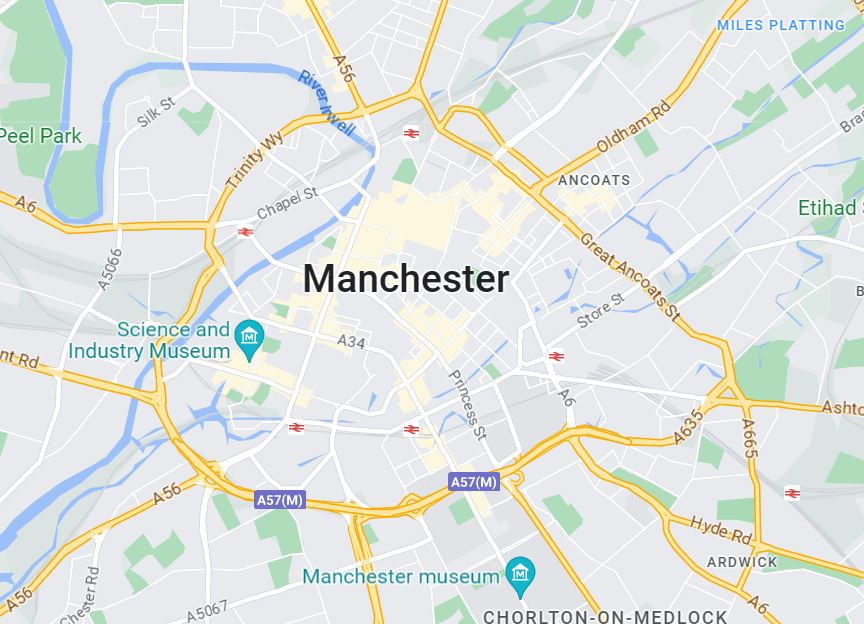 MILES PLATTING
A56
River Irwell
Silk St
Peel Park
Oldham Rd
Trinity Wy
ANCOATS
Chapel St
A6
Etihad
Great Ancoats St
A5066
Manchester
Store St
Science and
Industry Museum
A34
nt Rd
Princess St
A6
Ashto
A635
A665
A57(M)
A57(M)
A56
Hyde Rd
ARDWICK
Manchester museum
A56
Chester Rd
A5067
A6
CHORLTON-ON-MEDLOCK